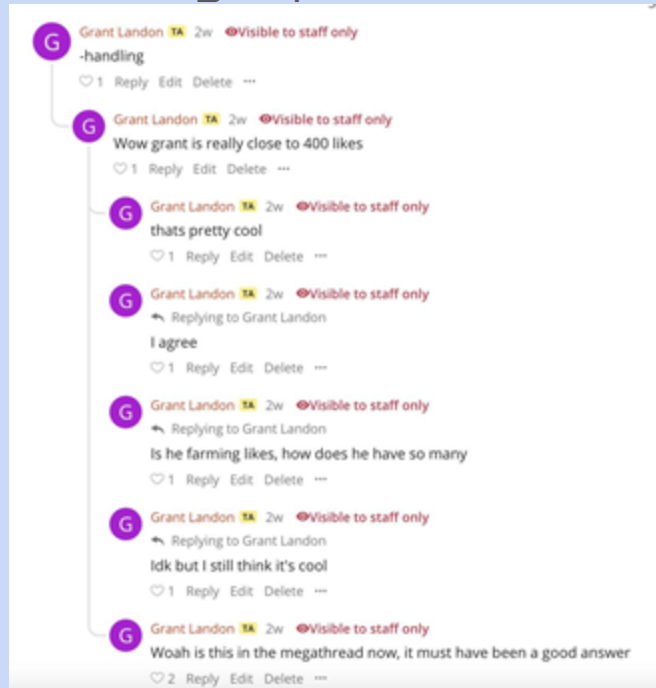 Grant Landon TA 2w Visible to staff only
-handling
1 Reply Edit Delete ...
G
Grant Landon TA 2w Visible to staff only
Wow grant is really close to 400 likes
1 Reply Edit Delete ...
G
Grant Landon TA 2w Visible to staff only
thats pretty cool
1 Reply Edit Delete ...
G
Grant Landon TA 2w Visible to staff only
Replying to Grant Landon
I agree
1 Reply Edit Delete ...
G
Grant Landon TA 2w Visible to staff only
Replying to Grant Landon
Is he farming likes, how does he have so many
1 Reply Edit Delete ...
G
Grant Landon TA 2w Visible to staff only
Replying to Grant Landon
Idk but I still think it's cool
1 Reply Edit Delete ...
G
Grant Landon TA 2w Visible to staff only
Woah is this in the megathread now, it must have been a good answer
2 Reply Edit Delete ...
G